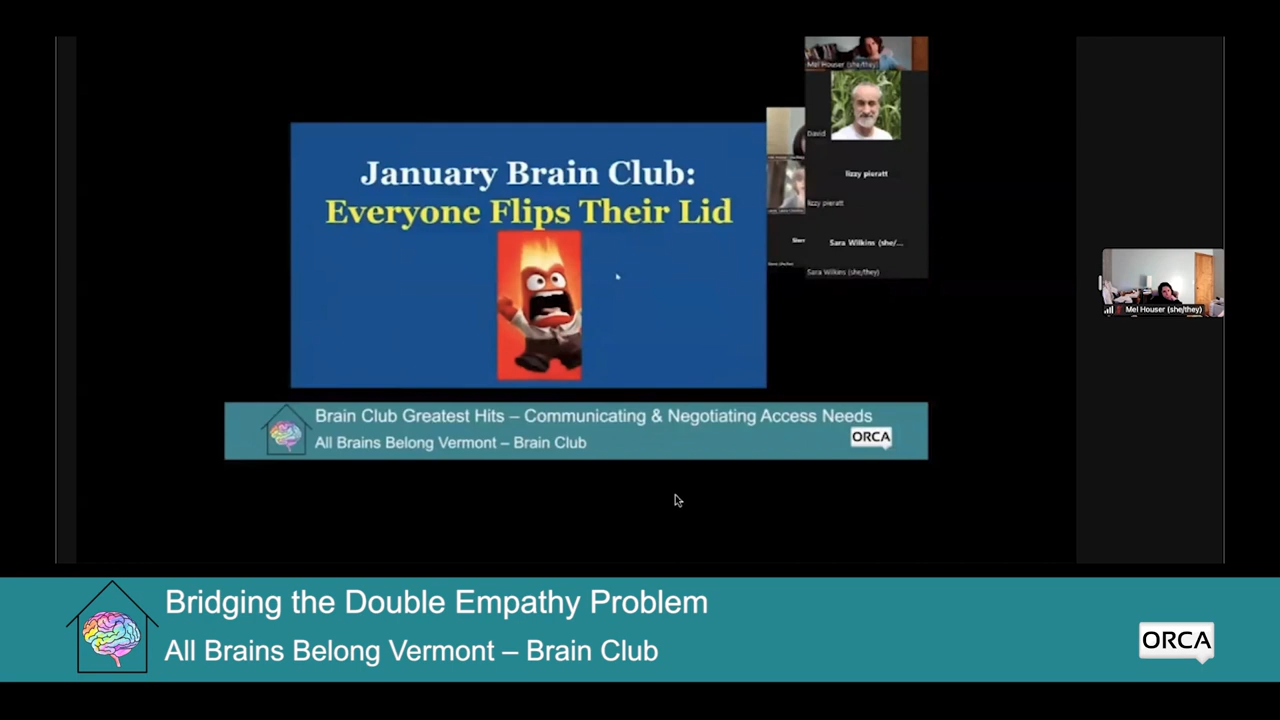 Mel Houser (she/they)
January Brain Club:
Everyone Flips Their Lid
David
lizzy pieratt
lizzy pieratt
Sara Wilkins (she/...
Sara Wilkins (she/they)
Mel Houser (she/they)
Brain Club Greatest Hits – Communicating & Negotiating Access Needs
All Brains Belong Vermont – Brain Club
ORCA
Bridging the Double Empathy Problem
All Brains Belong Vermont – Brain Club
ORCA